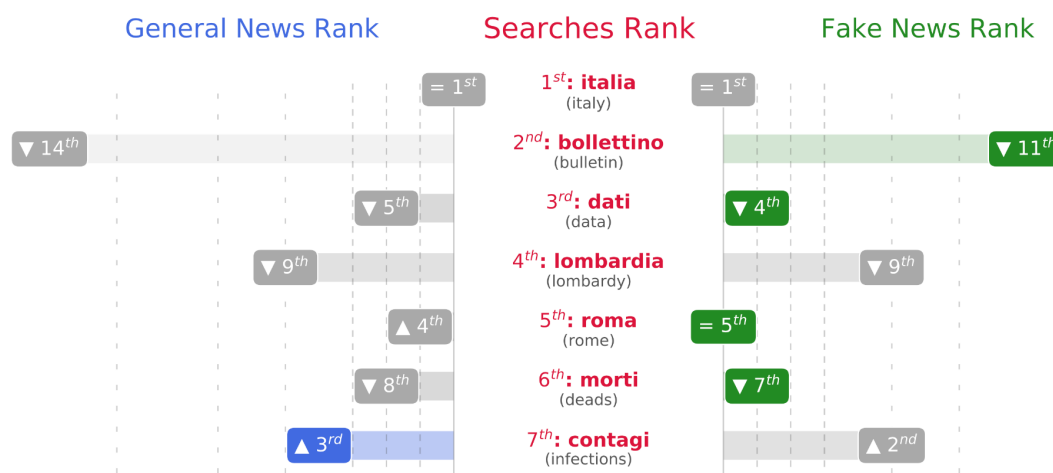 General News Rank Searches Rank Fake News Rank
= 1st 1st: italia = 1st
(italy)
▼ 14th 2nd: bollettino ▼ 11th
(bulletin)
▼ 5th 3rd: dati ▼ 4th
(data)
▼ 9th 4th: lombardia ▼ 9th
(lombardy)
▲ 4th 5th: roma = 5th
(rome)
▼ 8th 6th: morti ▼ 7th
(deads)
▲ 3rd 7th: contagi ▲ 2nd
(infections)